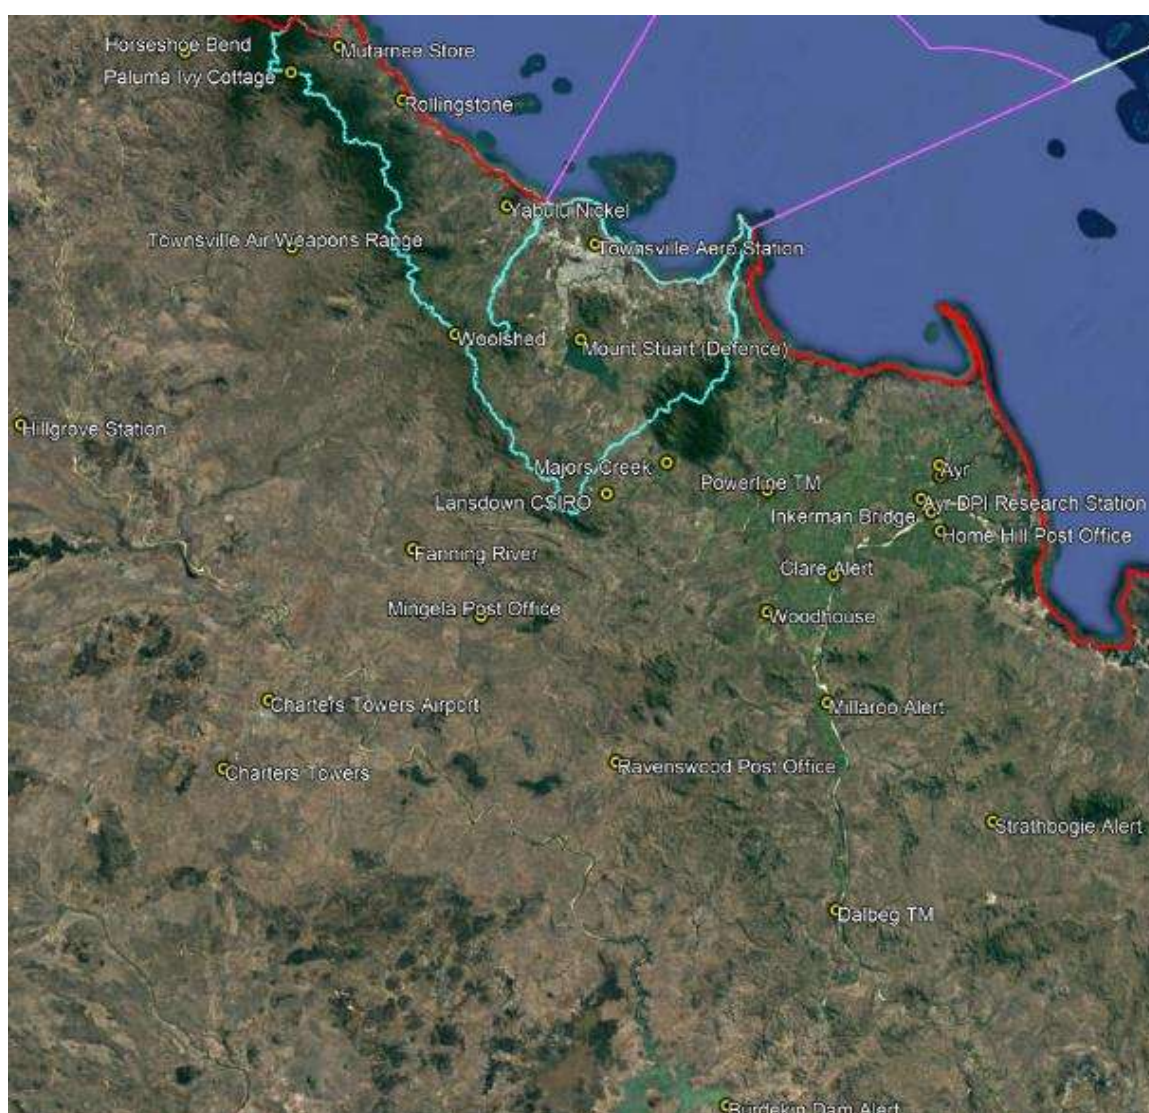 Horseshoe Bend
Mutarnee Store
Paluma Ivy Cottage
Rollingstone
Yabulu Nickel
Townsville Air Weapons Range
Townsville Aero Station
Woolshed
Mount Stuart (Defence)
Hillgrove Station
Majors Creek
Ayr
Powerline TM
Lansdown CSIRO
Ayr DPI Research Station
Inkerman Bridge
Home Hill Post Office
Fanning River
Clare Alert
Mingela Post Office
Woodhouse
Charters Towers Airport
Millaroo Alert
Ravenswood Post Office
Charters Towers
Strathbogie Alert
Dalbeg TM
Burdekin Dam Alert